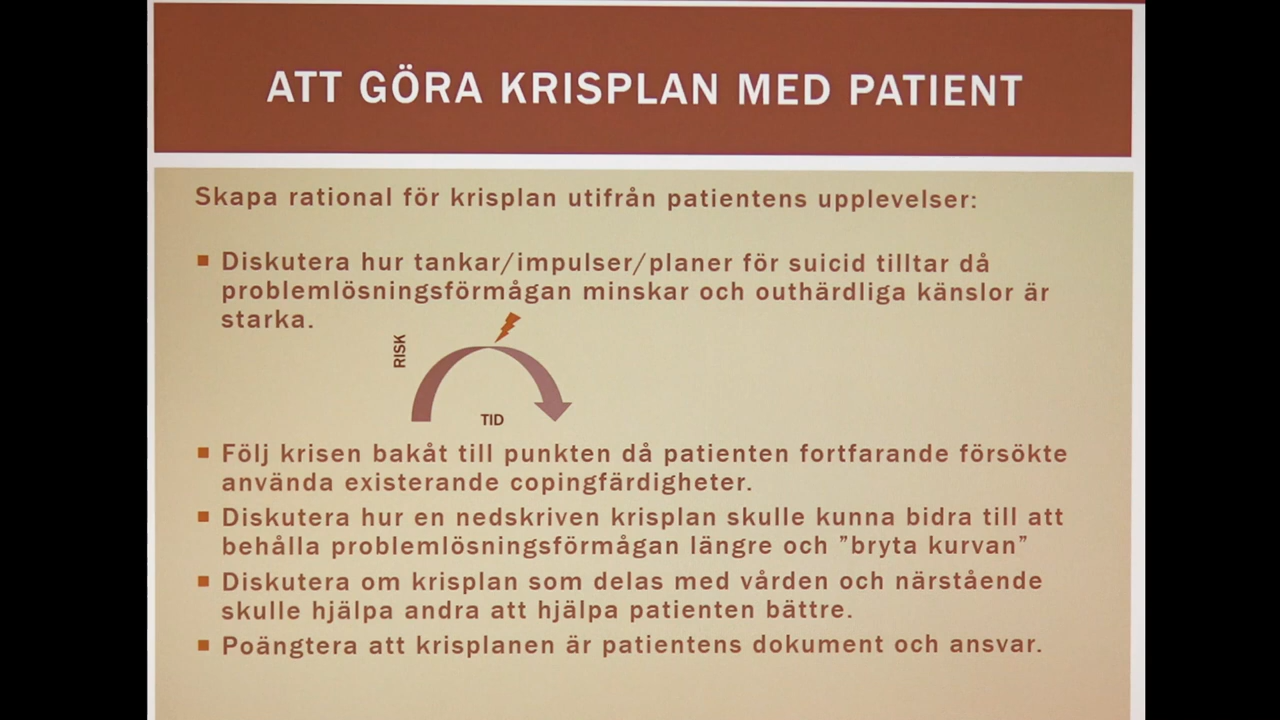 ATT GÖRA KRISPLAN MED PATIENT
Skapa rational för krisplan utifrån patientens upplevelser:
Diskutera hur tankar/impulser/planer för suicid tilltar då
problemlösningsförmågan minskar och outhärdliga känslor är
starka.
RISK
TID
Följ krisen bakåt till punkten då patienten fortfarande försökte
använda existerande copingfärdigheter.
Diskutera hur en nedskriven krisplan skulle kunna bidra till att
behålla problemlösningsförmågan längre och ”bryta kurvan”
Diskutera om krisplan som delas med vården och närstående
skulle hjälpa andra att hjälpa patienten bättre.
Poängtera att krisplanen är patientens dokument och ansvar.